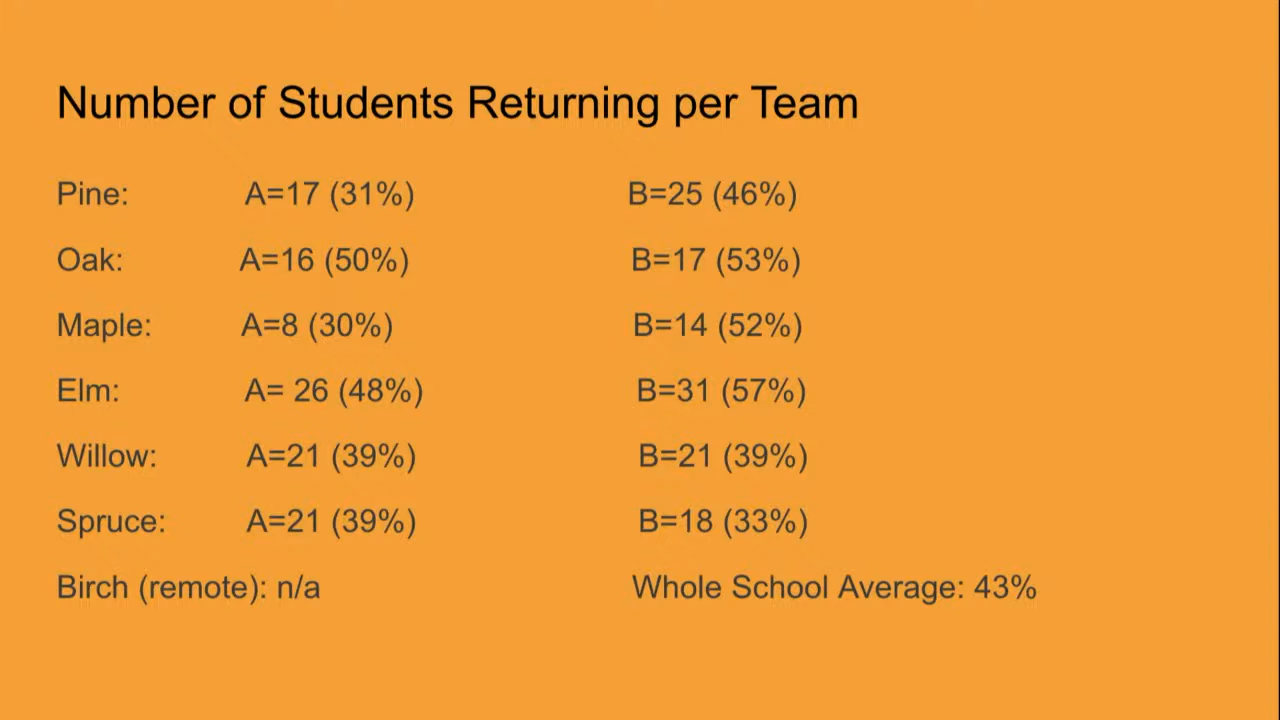 Number of Students Returning per Team
Pine: A=17 (31%) B=25 (46%)
Oak: A=16 (50%) B=17 (53%)
Maple: A=8 (30%) B=14 (52%)
Elm: A= 26 (48%) B=31 (57%)
Willow: A=21 (39%) B=21 (39%)
Spruce: A=21 (39%) B=18 (33%)
Birch (remote): n/a Whole School Average: 43%